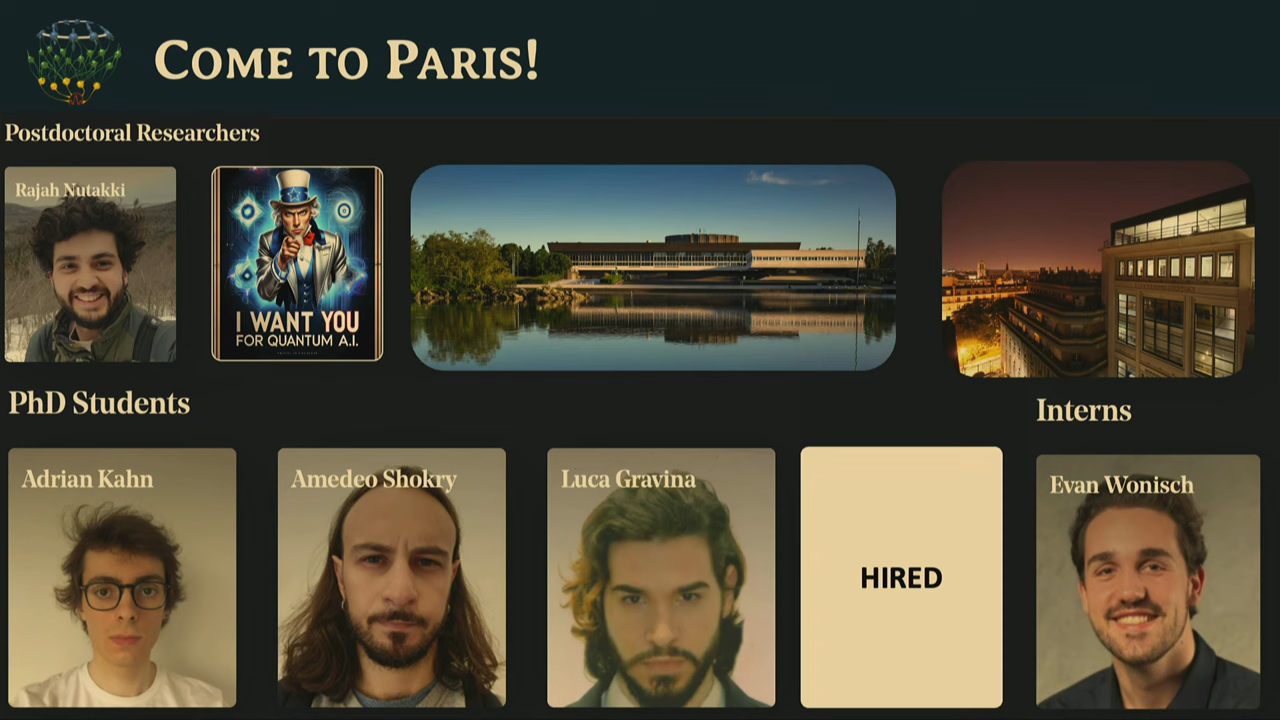 COME TO PARIS!
Postdoctoral Researchers
Rajah Nutakki
I WANT YOU
FOR QUANTUM A.I.
PhD Students
Interns
Adrian Kahn
Amedeo Shokry
Luca Gravina
HIRED
Evan Wonisch